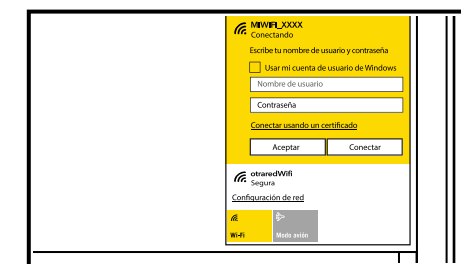 MIWIFI_XXXX
Conectando
Escribe tu nombre de usuario y contraseña
Usar mi cuenta de usuario de Windows
Nombre de usuario
Contraseña
Conectar usando un certificado
Aceptar Conectar
otraredWifi
Segura
Configuración de red
Wi-Fi Modo avión